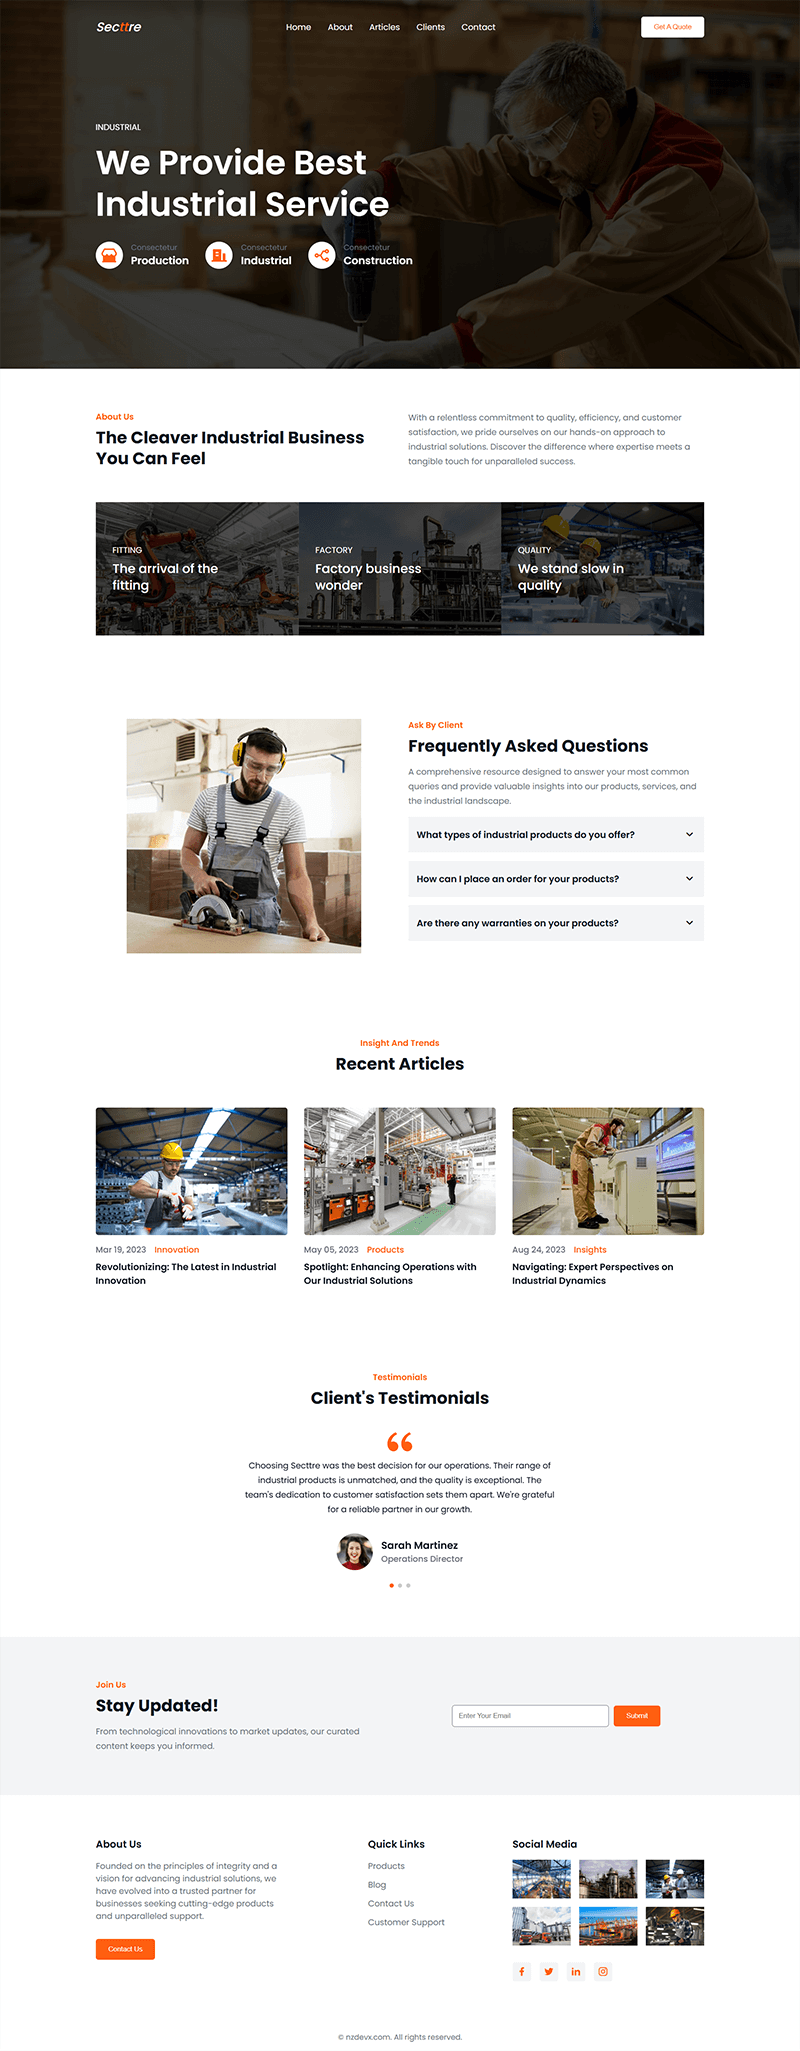 Secttre
Home About Articles Clients Contact
Get A Quote
INDUSTRIAL
We Provide Best
Industrial Service
Consectetur
Production
Consectetur
Industrial
Consectetur
Construction
About Us
The Cleaver Industrial Business
You Can Feel
With a relentless commitment to quality, efficiency, and customer
satisfaction, we pride ourselves on our hands-on approach to
industrial solutions. Discover the difference where expertise meets a
tangible touch for unparalleled success.
FITTING
The arrival of the
fitting
FACTORY
Factory business
wonder
QUALITY
We stand slow in
quality
Ask By Client
Frequently Asked Questions
A comprehensive resource designed to answer your most common
queries and provide valuable insights into our products, services, and
the industrial landscape.
What types of industrial products do you offer?
How can I place an order for your products?
Are there any warranties on your products?
Insight And Trends
Recent Articles
Mar 19, 2023 Innovation
Revolutionizing: The Latest in Industrial
Innovation
May 05, 2023 Products
Spotlight: Enhancing Operations with
Our Industrial Solutions
Aug 24, 2023 Insights
Navigating: Expert Perspectives on
Industrial Dynamics
Testimonials
Client's Testimonials
Choosing Secttre was the best decision for our operations. Their range of
industrial products is unmatched, and the quality is exceptional. The
team's dedication to customer satisfaction sets them apart. We're grateful
for a reliable partner in our growth.
Sarah Martinez
Operations Director
Join Us
Stay Updated!
From technological innovations to market updates, our curated
content keeps you informed.
Enter Your Email
Submit
About Us
Founded on the principles of integrity and a
vision for advancing industrial solutions, we
have evolved into a trusted partner for
businesses seeking cutting-edge products
and unparalleled support.
Contact Us
Quick Links
Products
Blog
Contact Us
Customer Support
Social Media
© nzdevx.com. All rights reserved.